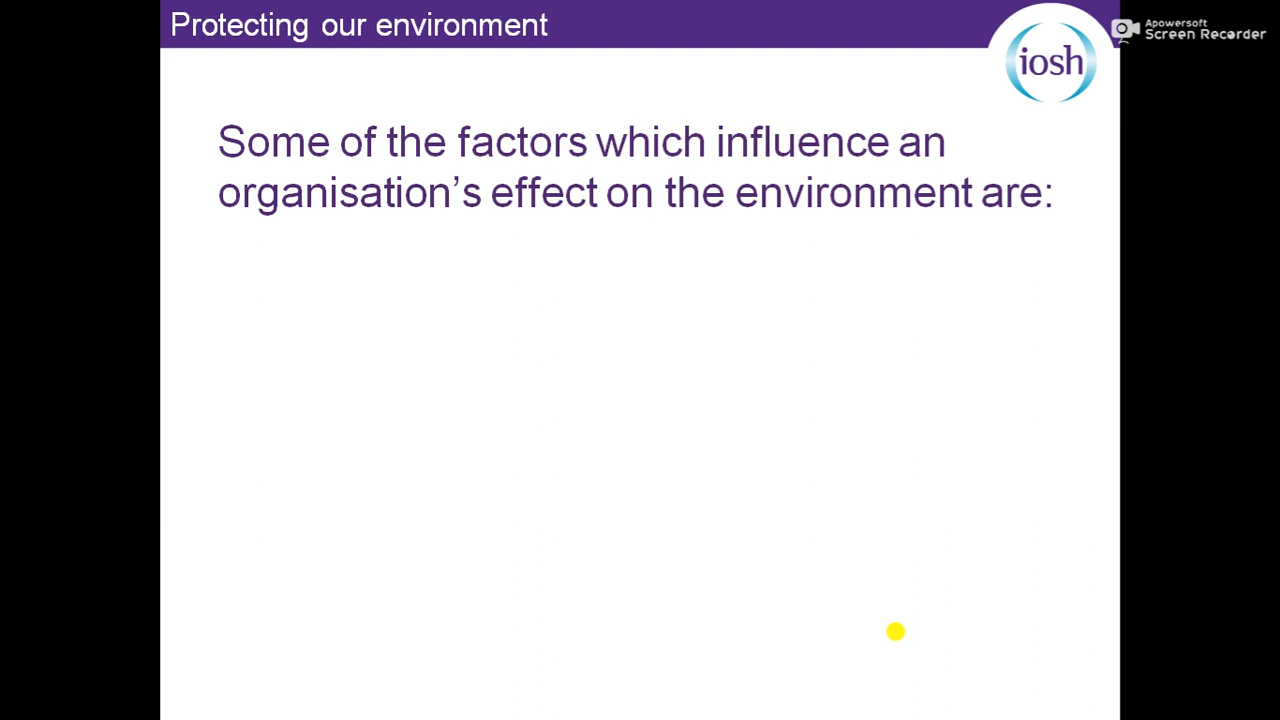 Protecting our environment
iosh
Apowersoft
Screen Recorder
Some of the factors which influence an
organisation’s effect on the environment are: